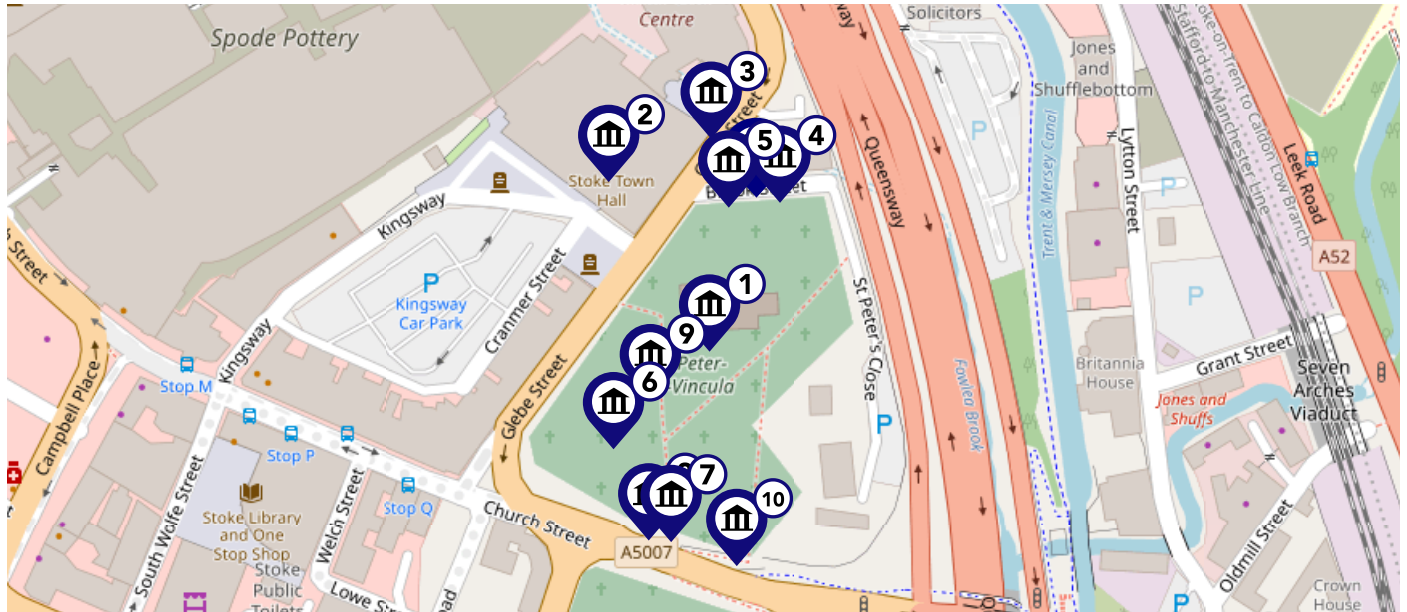 Spode Pottery
Centre
Solicitors
Jones
and
Shufflebottom
Stoke-on-Trent to Caldon Low Branch
Stafford-to-Manchester Line
Leek Road
A52
Trent & Mersey Canal
Lytton Street
Queensway
P
P
P
3
2
5
4
Street
Stoke Town
Hall
Kingsway
P
Kingsway
Car Park
Cranmer Street
1
9
6
Peter-
Vincula
St Peter's Close
P
Fowlea Brook
Britannia
House
Grant Street
Seven
Arches
Viaduct
Jones and
Shuffs
Street
Campbell Place
Stop M
Kingsway
Glebe Street
Stop P
Stop Q
South Wolfe Street
Welch Street
Stoke Library
and One
Stop Shop
Stoke
Public
Toilets
Church Street
7
10
A5007
Lowe
Oldmill Street
Crown
House
P